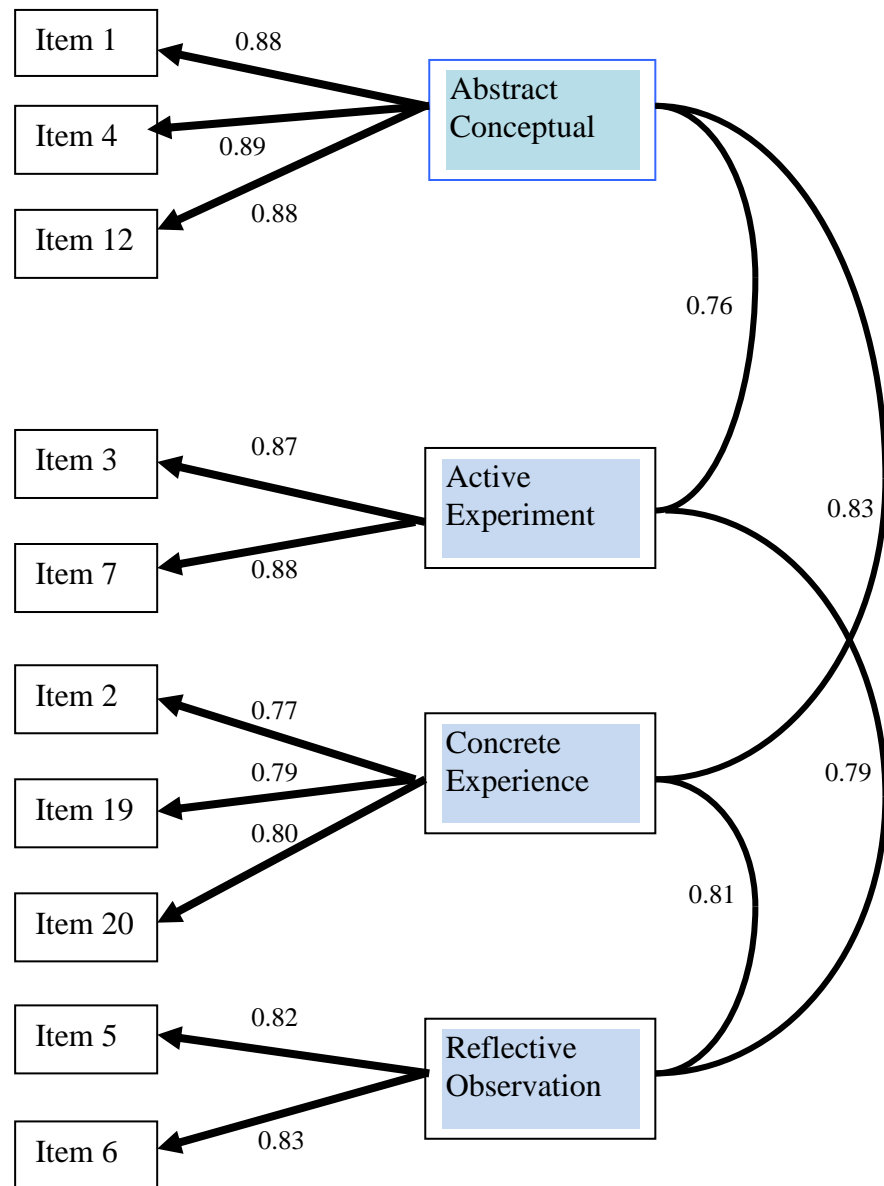 Item 1
0.88
Abstract
Conceptual
Item 4
0.89
Item 12
0.88
0.76
Item 3
0.87
Active
Experiment
0.83
Item 7
0.88
Item 2
0.77
Concrete
Experience
Item 19
0.79
0.79
0.80
Item 20
0.81
Item 5
0.82
Reflective
Observation
Item 6
0.83